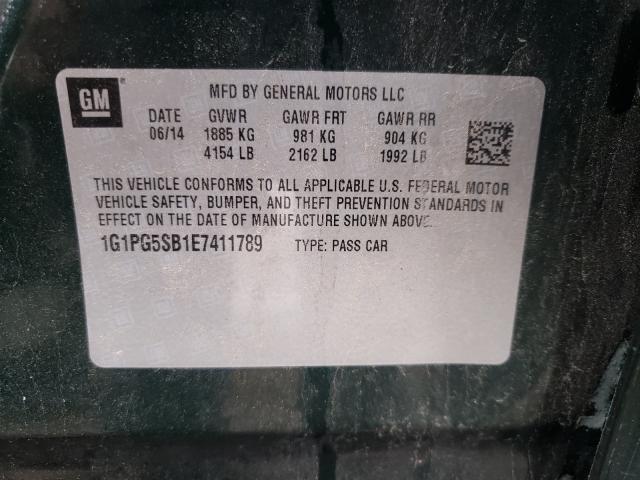 GM
MFD BY GENERAL MOTORS LLC
DATE GVWR GAWR FRT GAWR RR
06/14 1885 KG 981 KG 904 KG
4154 LB 2162 LB 1992 LB
THIS VEHICLE CONFORMS TO ALL APPLICABLE U.S. FEDERAL MOTOR
VEHICLE SAFETY, BUMPER, AND THEFT PREVENTION STANDARDS IN
EFFECT ON THE DATE OF MANUFACTURE SHOWN ABOVE.
1G1PG5SB1E7411789 TYPE: PASS CAR